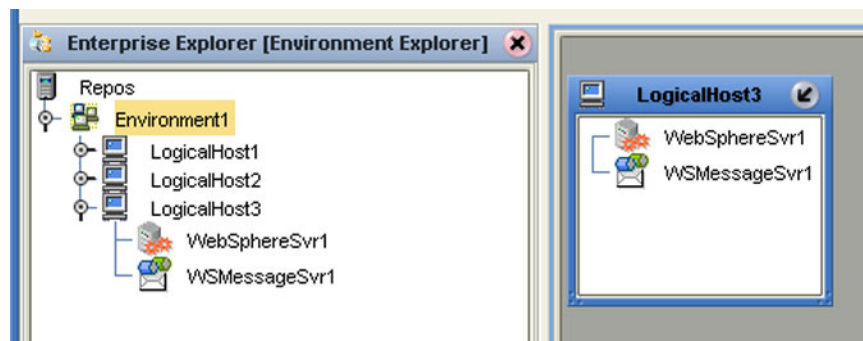 Enterprise Explorer [Environment Explorer]
Repos
Environment1
LogicalHost1
LogicalHost2
LogicalHost3
WebSphereSvr1
WSMessageSvr1
LogicalHost3
WebSphereSvr1
WSMessageSvr1